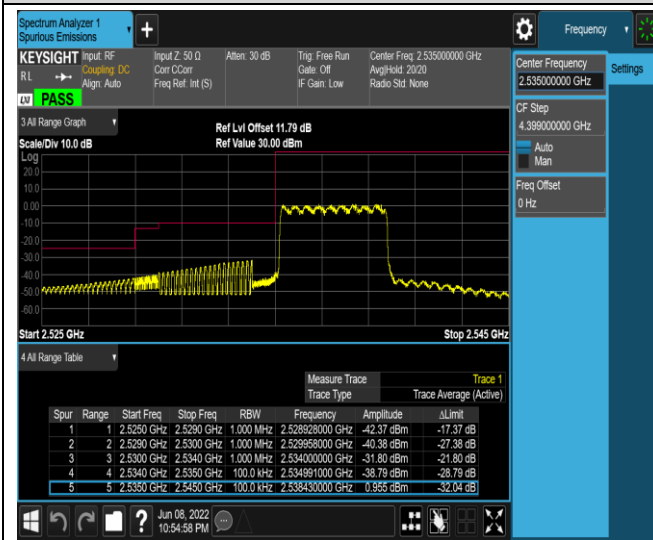 Spectrum Analyzer 1
Spurious Emissions
Frequency
KEYSIGHT Input: RF Input Z: 50 Ω Atten: 30 dB Trig: Free Run Center Freq: 2.535000000 GHz
RL Coupling: DC Corr CCorr Gate: Off Avg|Hold: 20/20
Align: Auto Freq Ref: Int (S) IF Gain: Low Radio Std: None
LXI PASS
Center Frequency
2.535000000 GHz
Settings
CF Step
4.399000000 GHz
Auto
Man
Freq Offset
0 Hz
3 All Range Graph
Ref Lvl Offset 11.79 dB
Scale/Div 10.0 dB Ref Value 30.00 dBm
Log
20.0
10.0
0.00
-10.0
-20.0
-30.0
-40.0
-50.0
-60.0
Start 2.525 GHz Stop 2.545 GHz
4 All Range Table
Measure Trace Trace 1
Trace Type Trace Average (Active)
Spur Range Start Freq Stop Freq RBW Frequency Amplitude ΔLimit
1 1 2.5250 GHz 2.5290 GHz 1.000 MHz 2.528928000 GHz -42.37 dBm -17.37 dB
2 2 2.5290 GHz 2.5300 GHz 1.000 MHz 2.529958000 GHz -40.38 dBm -27.38 dB
3 3 2.5300 GHz 2.5340 GHz 1.000 MHz 2.534000000 GHz -31.80 dBm -21.80 dB
4 4 2.5340 GHz 2.5350 GHz 100.0 kHz 2.534991000 GHz -38.79 dBm -28.79 dB
5 5 2.5350 GHz 2.5450 GHz 100.0 kHz 2.538430000 GHz 0.955 dBm -32.04 dB
Jun 08, 2022
10:54:58 PM